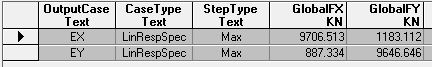 OutputCase CaseType StepType GlobalFX GlobalFY
Text Text Text KN KN
EX LinRespSpec Max 9706.513 1183.112
EY LinRespSpec Max 887.334 9646.646